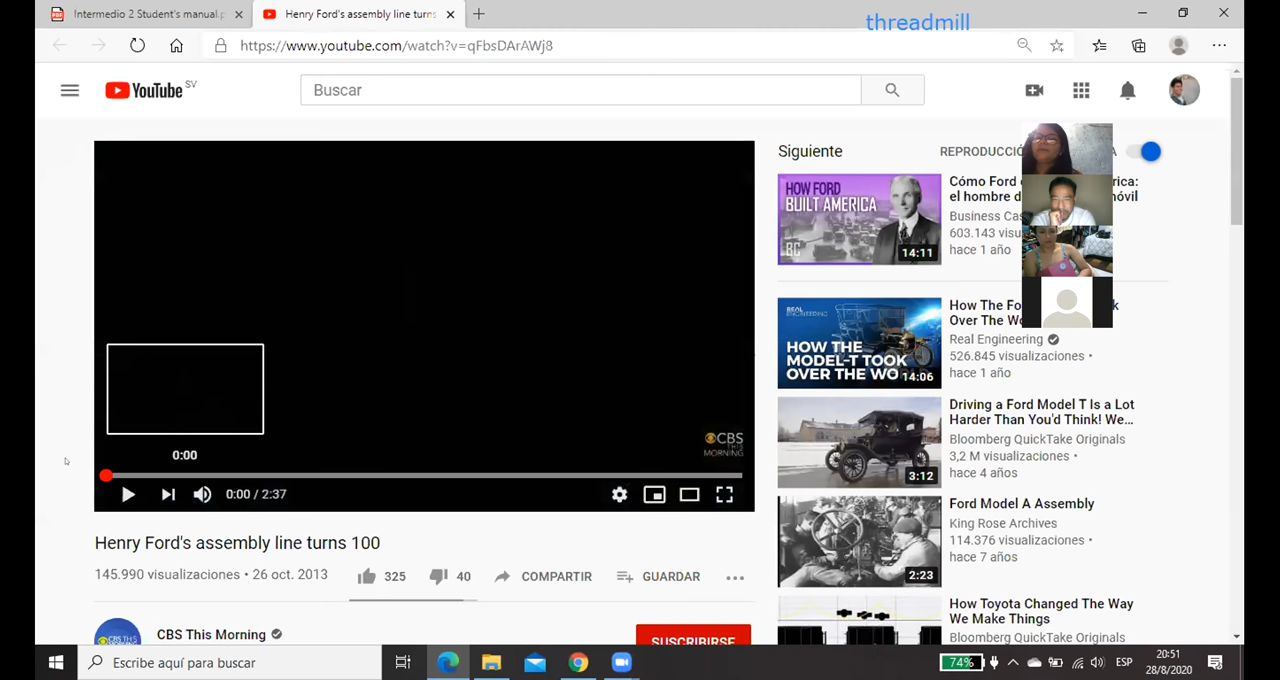 Intermedio 2 Student's manual.p
Henry Ford's assembly line turns
threadmill
https://www.youtube.com/watch?v=qFbsDArAWj8
YouTube SV
Buscar
CBS
THIS
MORNING
0:00
0:00 / 2:37
Henry Ford's assembly line turns 100
145.990 visualizaciones • 26 oct. 2013
325
40
COMPARTIR
GUARDAR
CBS This Morning
SUSCRIBIRSE
Siguiente
HOW FORD
BUILT AMERICA
BC
14:11
Cómo Ford
el hombre d
Business Cas
603.143 visu
hace 1 año
REAL
ENGINEERING
HOW THE
MODEL-T TOOK
OVER THE WO
14:06
How The Fo
Over The Wo
Real Engineering
526.845 visualizaciones •
hace 1 año
3:12
Driving a Ford Model T Is a Lot
Harder Than You'd Think! We...
Bloomberg QuickTake Originals
3,2 M visualizaciones •
hace 4 años
2:23
Ford Model A Assembly
King Rose Archives
114.376 visualizaciones •
hace 7 años
How Toyota Changed The Way
We Make Things
Bloomberg QuickTake Originals
Escribe aquí para buscar
74%
ESP
20:51
28/8/2020